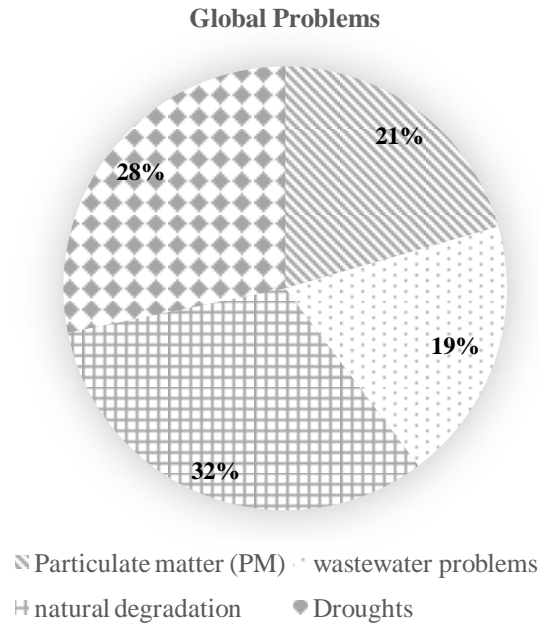 Global Problems
21%
28%
19%
32%
Particulate matter (PM) wastewater problems
natural degradation Droughts